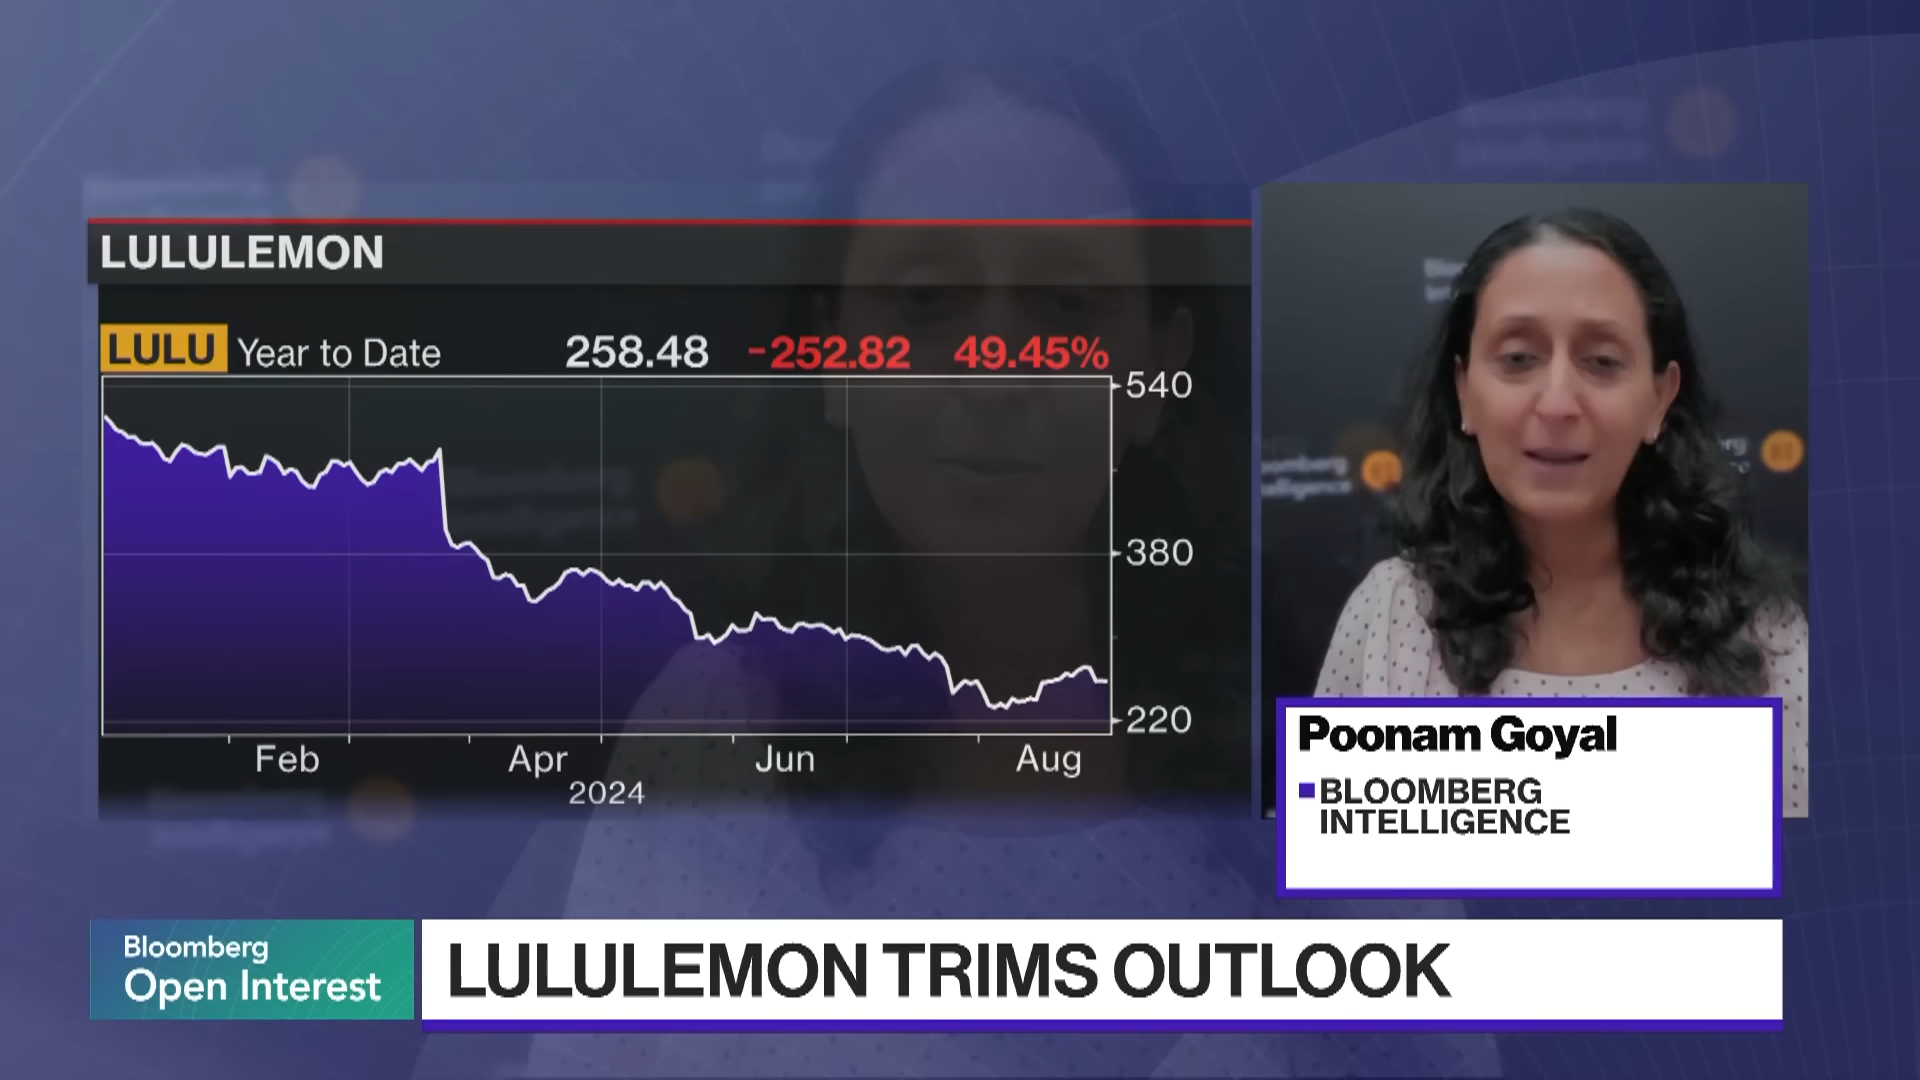 LULULEMON
LULU Year to Date 258.48 -252.82 49.45%
540
380
220
Feb Apr Jun Aug
2024
Poonam Goyal
BLOOMBERG
INTELLIGENCE
Bloomberg
Open Interest
LULULEMON TRIMS OUTLOOK